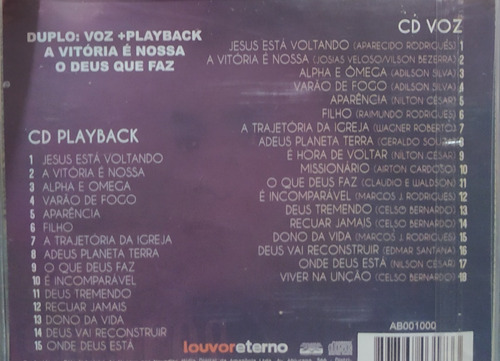 DUPLO: VOZ +PLAYBACK
A VITÓRIA É NOSSA
O DEUS QUE FAZ
CD PLAYBACK
1 JESUS ESTÁ VOLTANDO
2 A VITÓRIA É NOSSA
3 ALPHA E OMEGA
4 VARÃO DE FOGO
5 APARÊNCIA
6 FILHO
7 A TRAJETÓRIA DA IGREJA
8 ADEUS PLANETA TERRA
9 O QUE DEUS FAZ
10 É INCOMPARÁVEL
11 DEUS TREMENDO
12 RECUAR JAMAIS
13 DONO DA VIDA
14 DEUS VAI RECONSTRUIR
15 ONDE DEUS ESTÁ
CD VOZ
JESUS ESTÁ VOLTANDO (APARECIDO RODRIGUES) 1
A VITÓRIA É NOSSA (JOSIAS VELOSO/VILSON BEZERRA) 2
ALPHA E ÔMEGA (ADILSON SILVA) 3
VARÃO DE FOGO (ADILSON SILVA) 4
APARÊNCIA (NILTON CÉSAR) 5
FILHO (RAIMUNDO RODRIGUES) 6
A TRAJETÓRIA DA IGREJA (WAGNER ROBERTO) 7
ADEUS PLANETA TERRA (GERALDO SOUZA) 8
É HORA DE VOLTAR (NILTON CÉSAR) 9
MISSIONÁRIO (AIRTON CARDOSO) 10
O QUE DEUS FAZ (CLAUDIO E WALDSON) 11
É INCOMPARÁVEL (MARCOS J. RODRIGUES) 12
DEUS TREMENDO (CELSO BERNARDO) 13
RECUAR JAMAIS (CELSO BERNARDO) 14
DONO DA VIDA (MARCOS J. RODRIGUES) 15
DEUS VAI RECONSTRUIR (EDMAR SANTANA) 16
ONDE DEUS ESTÁ (NILSON CÉSAR) 17
VIVER NA UNÇÃO (CELSO BERNARDO) 18
AB001000
louvoreterno